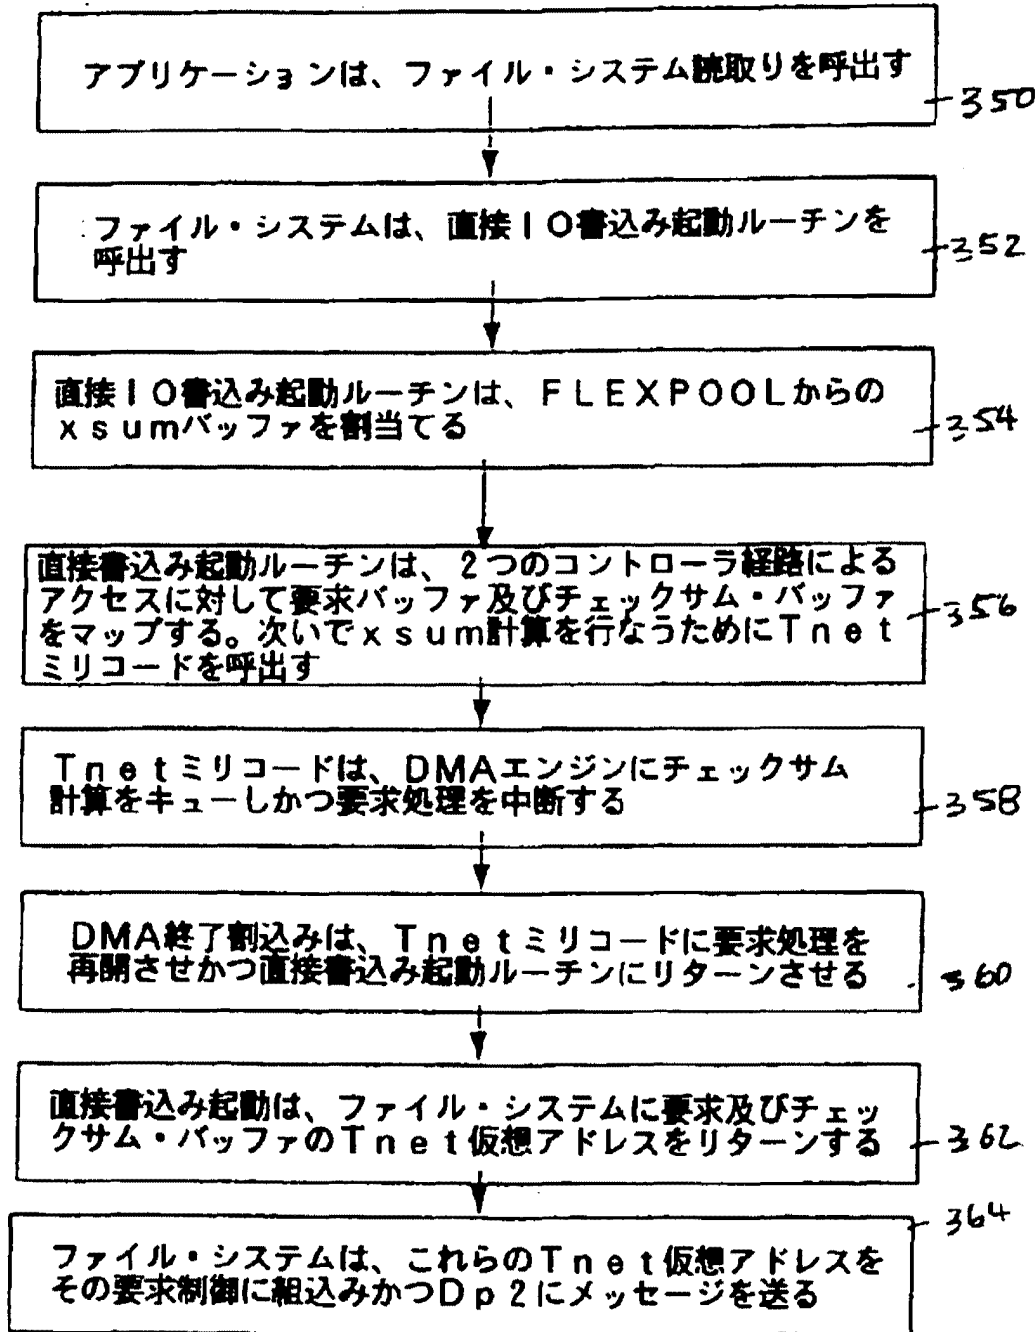 アプリケーションは、ファイル・システム読取りを呼出す
350
ファイル・システムは、直接IO書込み起動ルーチンを
呼出す
352
直接IO書込み起動ルーチンは、FLEXPOOLからの
xsumバッファを割当てる
354
直接書込み起動ルーチンは、2つのコントローラ経路による
アクセスに対して要求バッファ及びチェックサム・バッファ
をマップする。次いでxsum計算を行なうためにTnet
ミリコードを呼出す
356
Tnetミリコードは、DMAエンジンにチェックサム
計算をキューしかつ要求処理を中断する
358
DMA終了割込みは、Tnetミリコードに要求処理を
再開させかつ直接書込み起動ルーチンにリターンさせる
360
直接書込み起動は、ファイル・システムに要求及びチェッ
クサム・バッファのTnet仮想アドレスをリターンする
362
364
ファイル・システムは、これらのTnet仮想アドレスを
その要求制御に組込みかつDp2にメッセージを送る